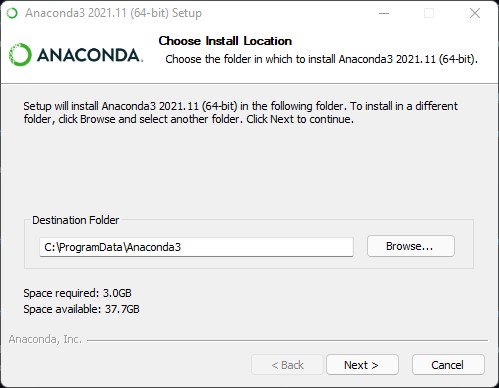 Anaconda3 2021.11 (64-bit) Setup
ANACONDA.
Choose Install Location
Choose the folder in which to install Anaconda3 2021.11 (64-bit).
Setup will install Anaconda3 2021.11 (64-bit) in the following folder. To install in a different
folder, click Browse and select another folder. Click Next to continue.
Destination Folder
C:\ProgramData\Anaconda3
Browse...
Space required: 3.0GB
Space available: 37.7GB
Anaconda, Inc.
< Back
Next >
Cancel